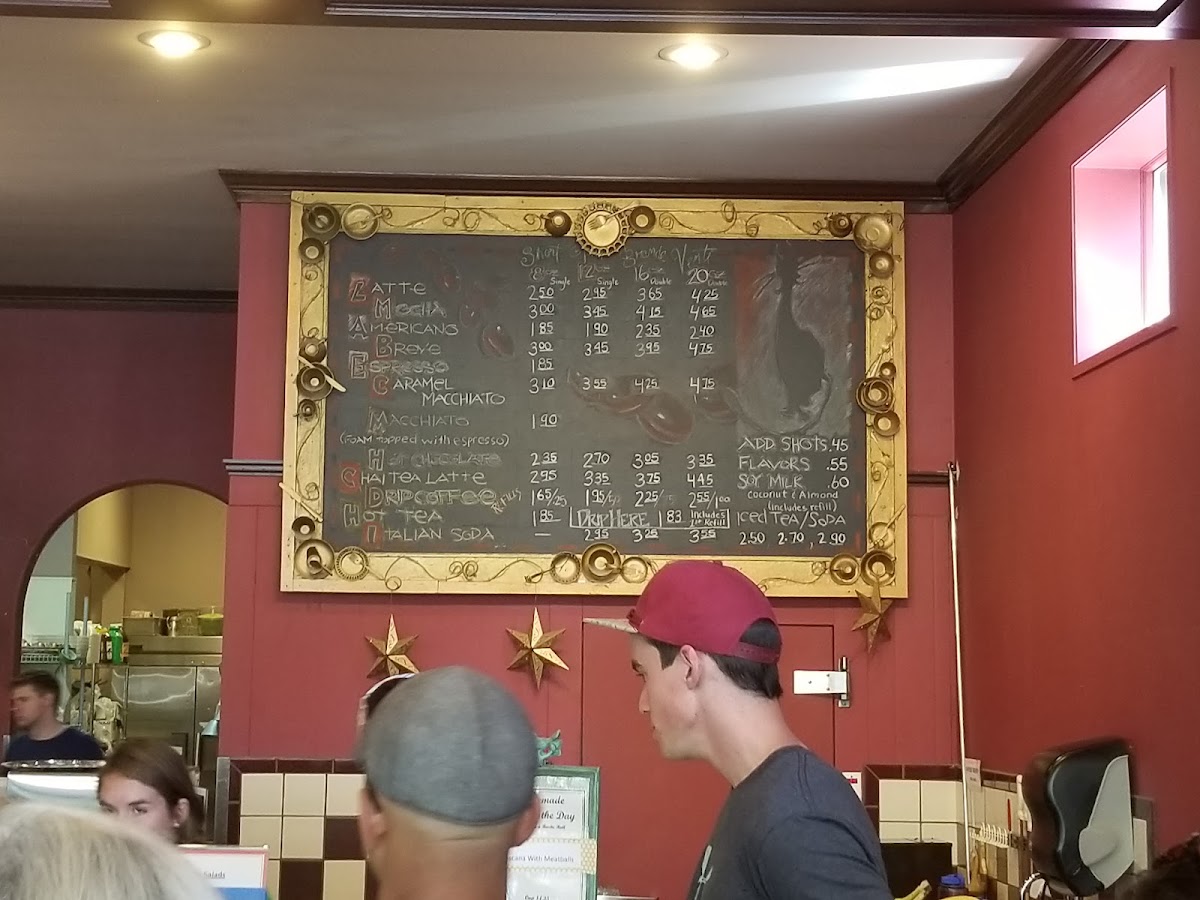 Short Grande Venti
8oz 12oz 16oz 20oz
Single Single Double Double
LATTE 2.50 2.95 3.65 4.25
MOCHA 3.00 3.45 4.15 4.65
AMERICANO 1.85 1.90 2.35 2.40
BREVE 3.00 3.45 3.95 4.75
ESPRESSO 1.85
CARAMEL 3.10 3.55 4.25 4.75
MACCHIATO
MACCHIATO 1.90
(FOAM topped with espresso)
HOT CHOCOLATE 2.35 2.70 3.05 3.35
CHAI TEA LATTE 2.95 3.35 3.75 4.45
DRIP COFFEE 1.65/ 1.95/ 2.25/ 2.55/1.00
HOT TEA 1.85 DRIP HERE 1.83 includes 1st Refill
ITALIAN SODA — 2.95 3.25 3.55
ADD SHOTS .45
FLAVORS .55
SOY MILK .60
coconut & Almond
(includes refill)
Iced TEA/SODA
2.50 2.70, 2.90
made
the Day
With Meatballs